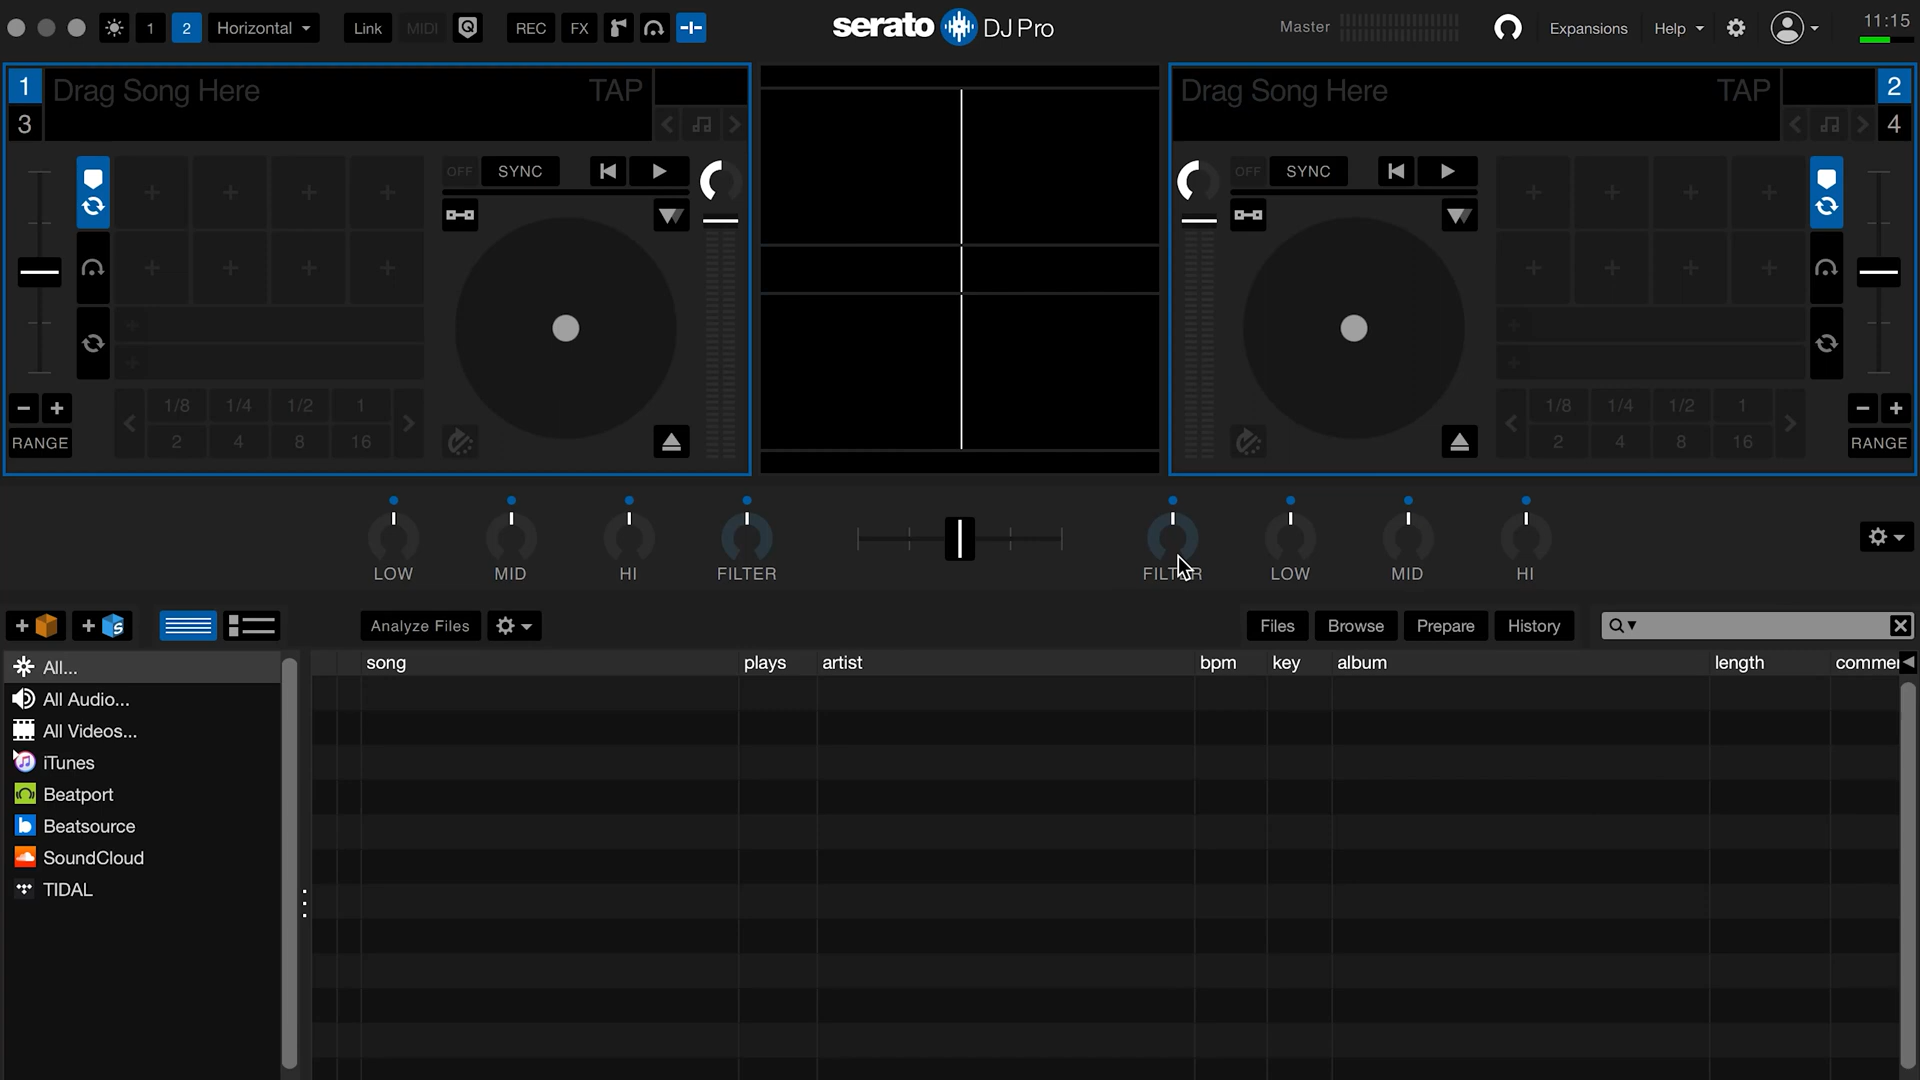 1 2 Horizontal Link MIDI REC FX serato DJ Pro Master Expansions Help 11:15
1 Drag Song Here TAP
3
Drag Song Here TAP 2
4
OFF SYNC
OFF SYNC
1/8 1/4 1/2 1
2 4 8 16
RANGE
1/8 1/4 1/2 1
2 4 8 16
RANGE
LOW MID HI FILTER FILTER LOW MID HI
Analyze Files Files Browse Prepare History
song plays artist bpm key album length commen
All...
All Audio...
All Videos...
iTunes
Beatport
Beatsource
SoundCloud
TIDAL